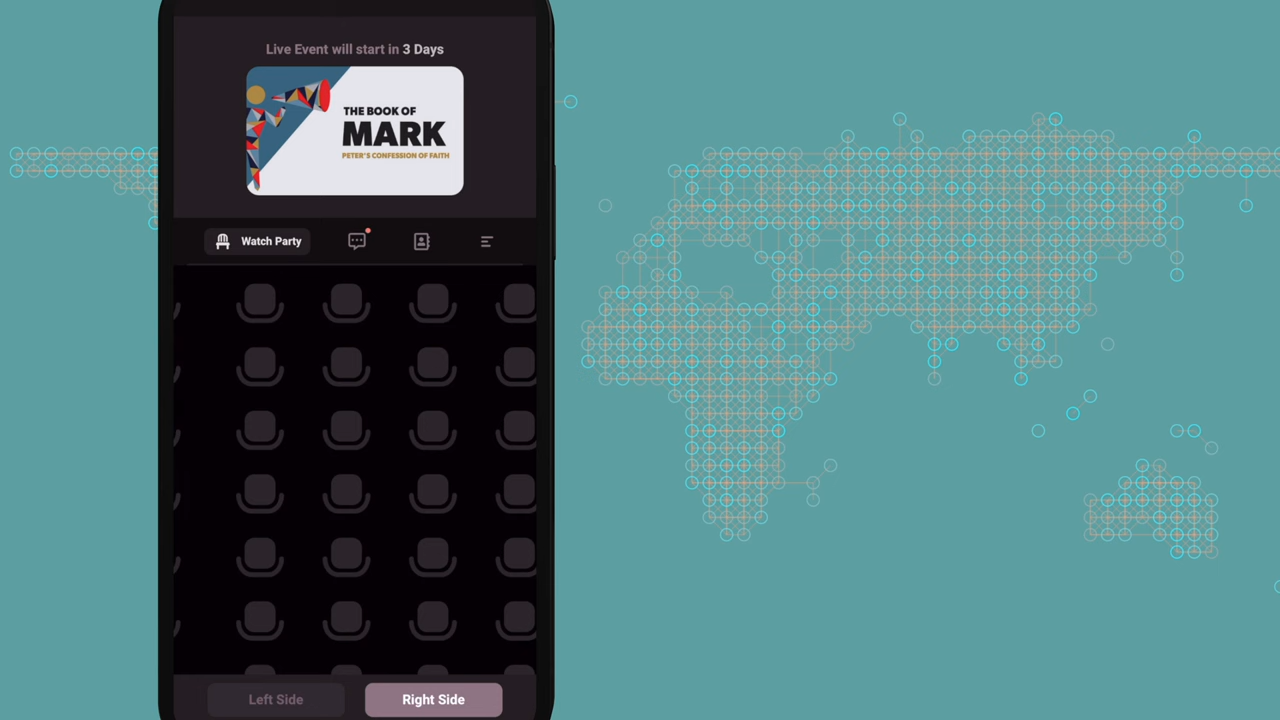 Live Event will start in 3 Days
THE BOOK OF
MARK
PETER'S CONFESSION OF FAITH
Watch Party
Left Side
Right Side